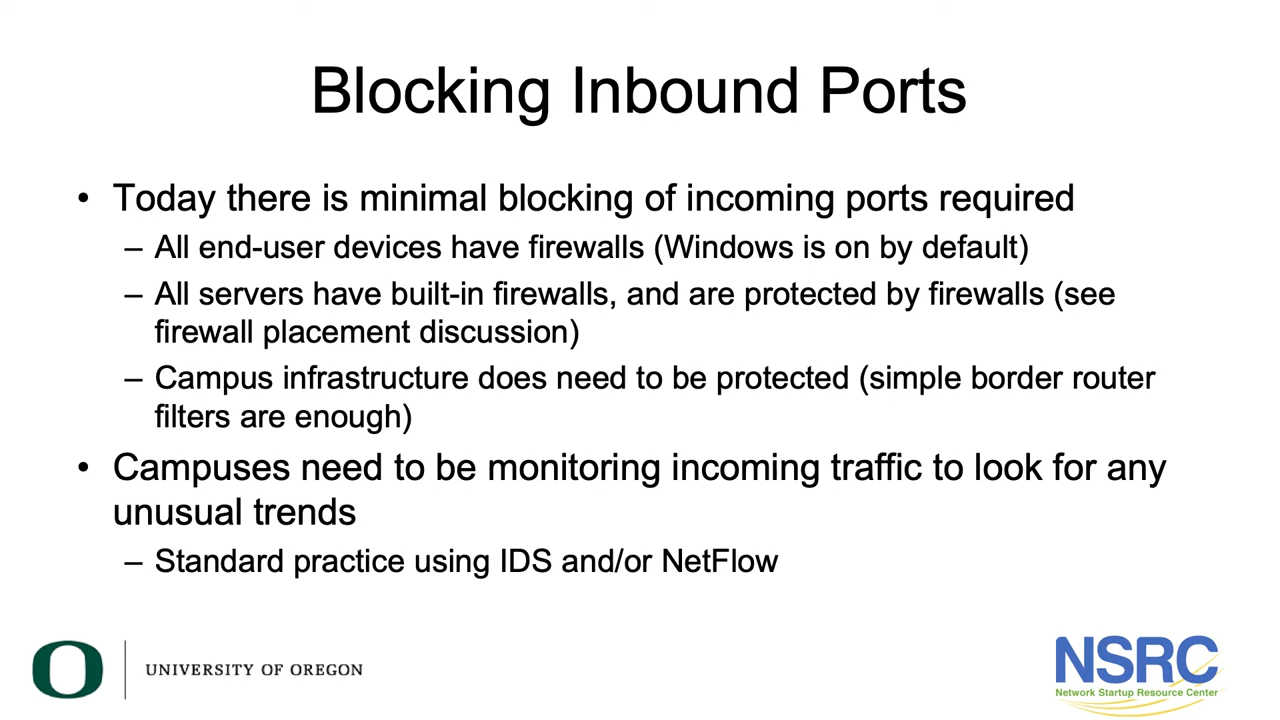 Blocking Inbound Ports
• Today there is minimal blocking of incoming ports required
– All end-user devices have firewalls (Windows is on by default)
– All servers have built-in firewalls, and are protected by firewalls (see
firewall placement discussion)
– Campus infrastructure does need to be protected (simple border router
filters are enough)
• Campuses need to be monitoring incoming traffic to look for any
unusual trends
– Standard practice using IDS and/or NetFlow
O UNIVERSITY OF OREGON
NSRC
Network Startup Resource Center